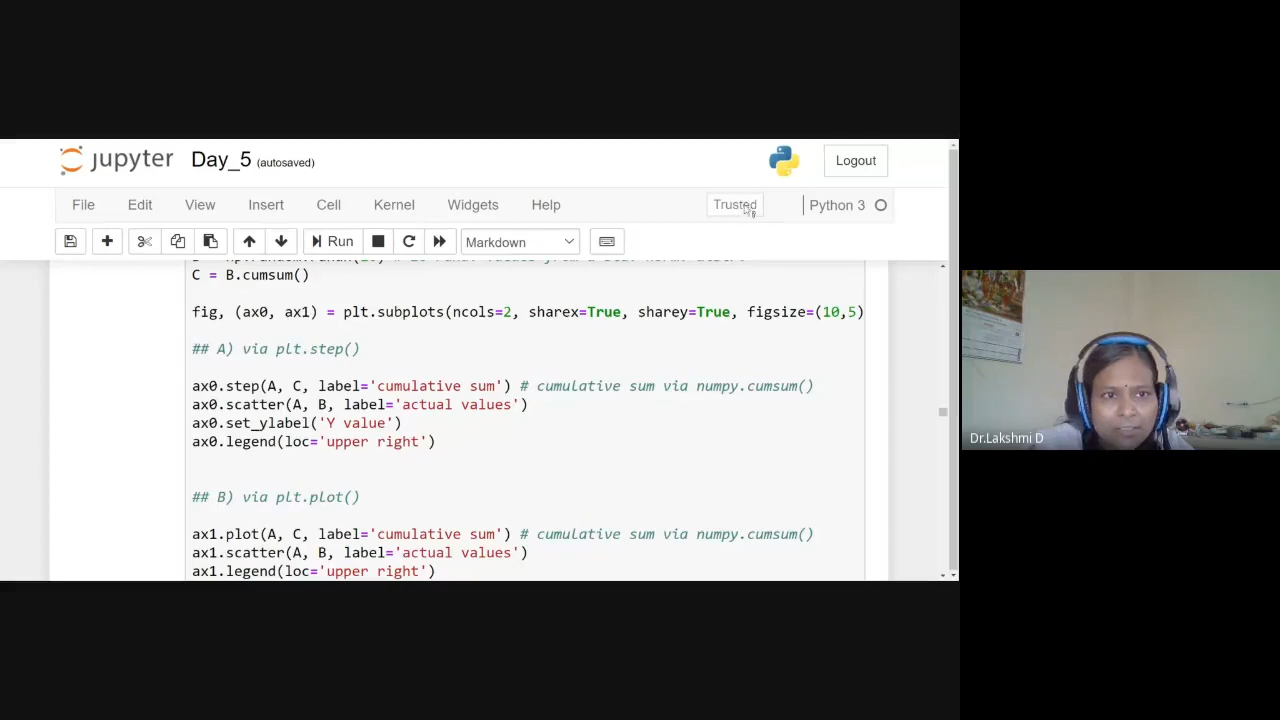 jupyter Day_5 (autosaved)
Logout
File Edit View Insert Cell Kernel Widgets Help
Trusted
Python 3
Run
Markdown
C = B.cumsum()
fig, (ax0, ax1) = plt.subplots(ncols=2, sharex=True, sharey=True, figsize=(10,5)
## A) via plt.step()
ax0.step(A, C, label='cumulative sum') # cumulative sum via numpy.cumsum()
ax0.scatter(A, B, label='actual values')
ax0.set_ylabel('Y value')
ax0.legend(loc='upper right')
## B) via plt.plot()
ax1.plot(A, C, label='cumulative sum') # cumulative sum via numpy.cumsum()
ax1.scatter(A, B, label='actual values')
ax1.legend(loc='upper right')
Dr.Lakshmi D